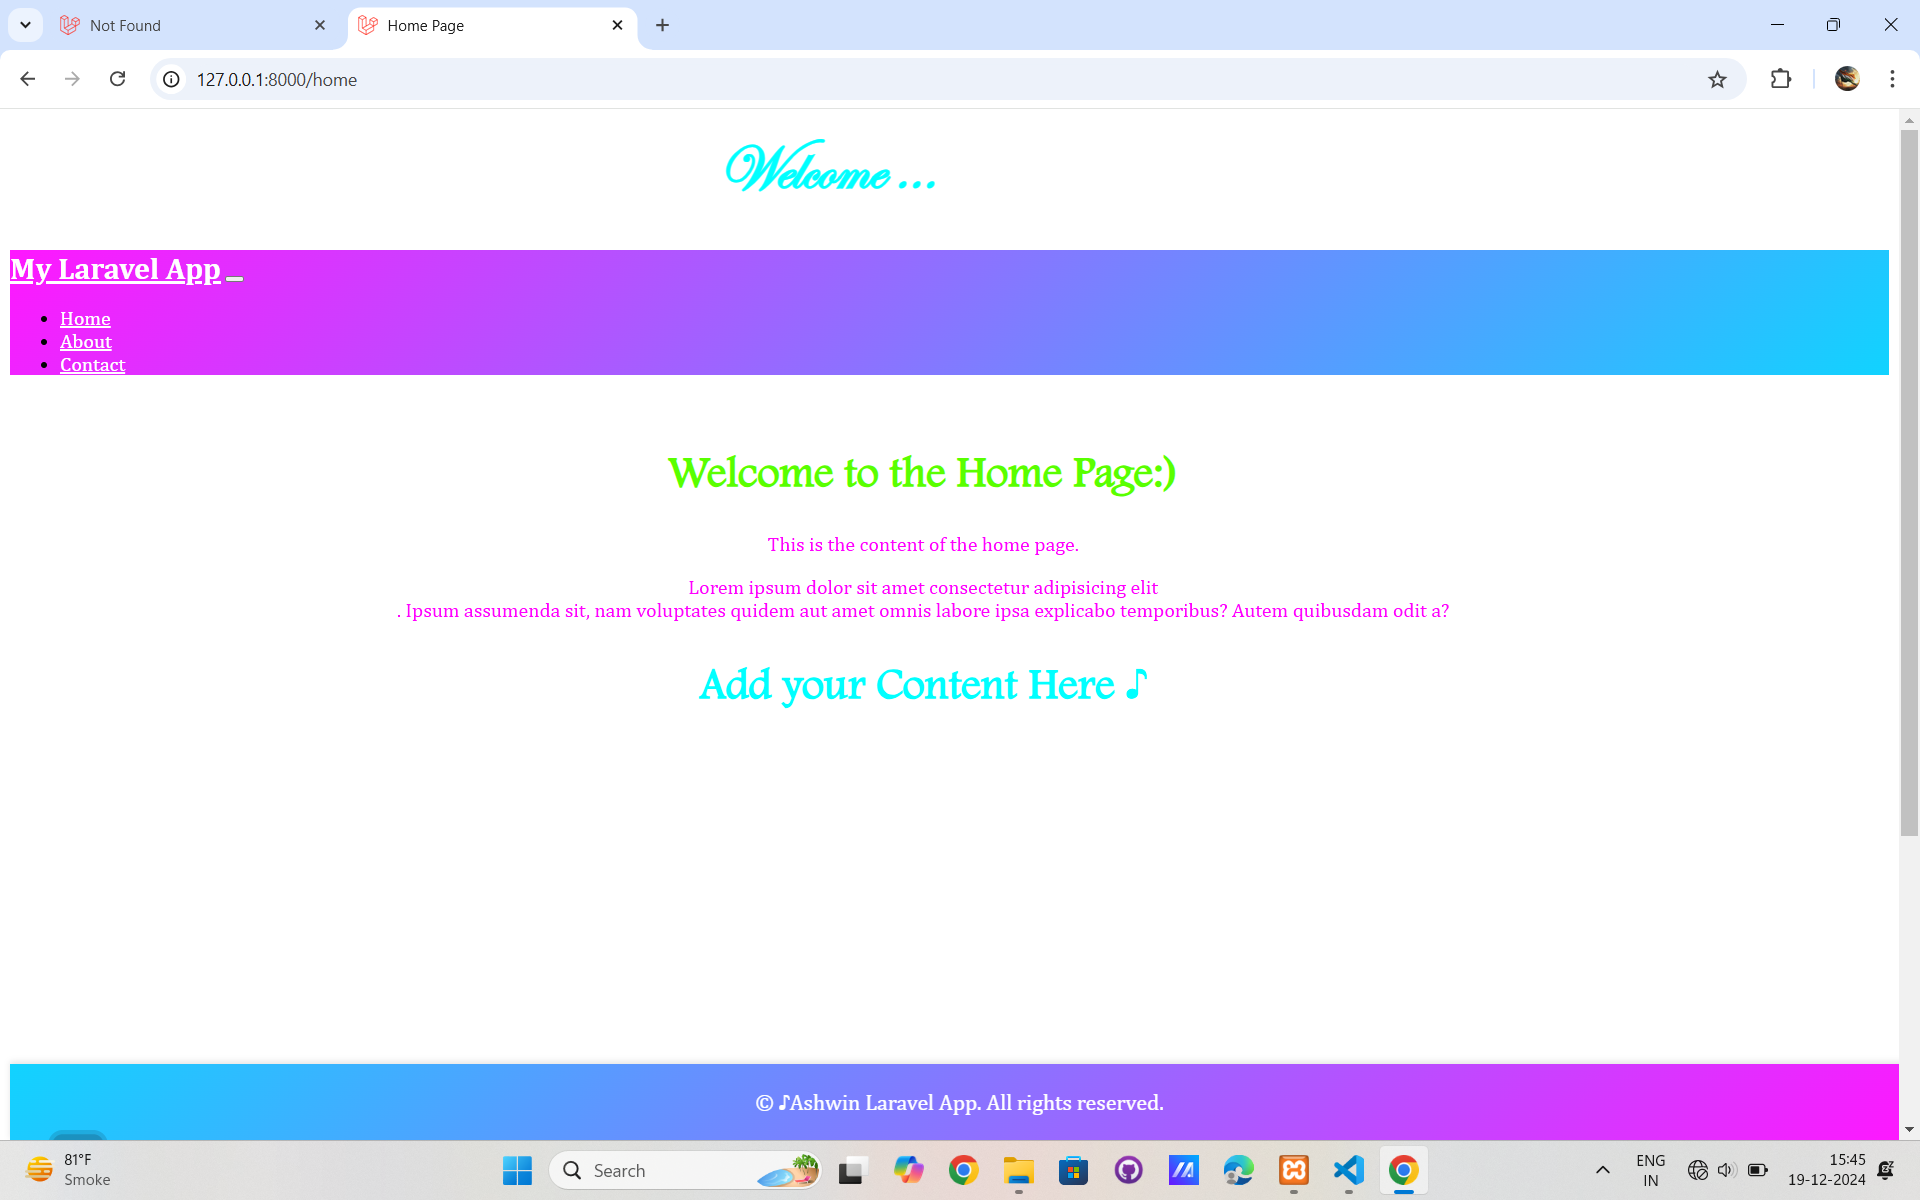 Not Found
Home Page
127.0.0.1:8000/home
Welcome ...
My Laravel App
Home
About
Contact
Welcome to the Home Page:)
This is the content of the home page.
Lorem ipsum dolor sit amet consectetur adipisicing elit
. Ipsum assumenda sit, nam voluptates quidem aut amet omnis labore ipsa explicabo temporibus? Autem quibusdam odit a?
Add your Content Here ♪
© ♪Ashwin Laravel App. All rights reserved.
81°F
Smoke
Search
ENG
IN
15:45
19-12-2024